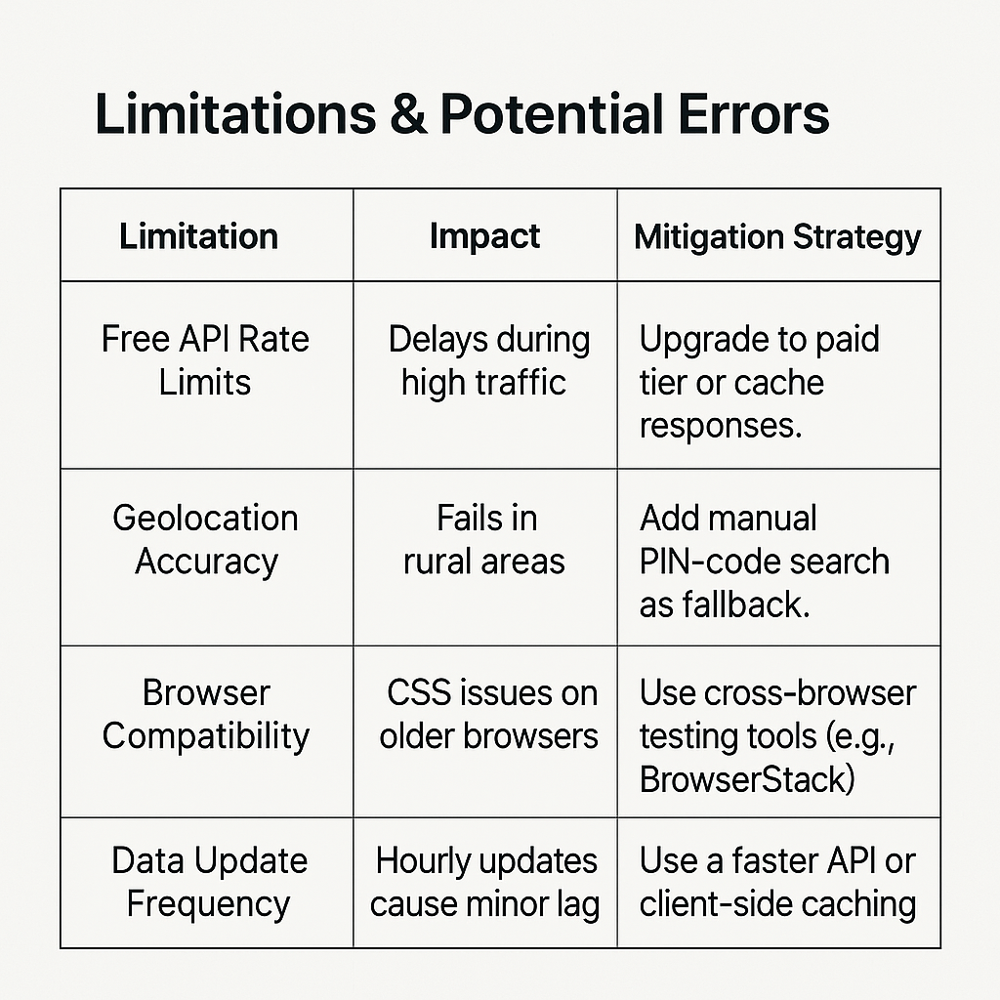 Limitations & Potential Errors
Limitation
Impact
Mitigation Strategy
Free API Rate
Limits
Delays during
high traffic
Upgrade to paid
tier or cache
responses.
Geolocation
Accuracy
Fails in
rural areas
Add manual
PIN-code search
as fallback.
Browser
Compatibility
CSS issues on
older browsers
Use cross-browser
testing tools (e.g.,
BrowserStack)
Data Update
Frequency
Hourly updates
cause minor lag
Use a faster API or
client-side caching